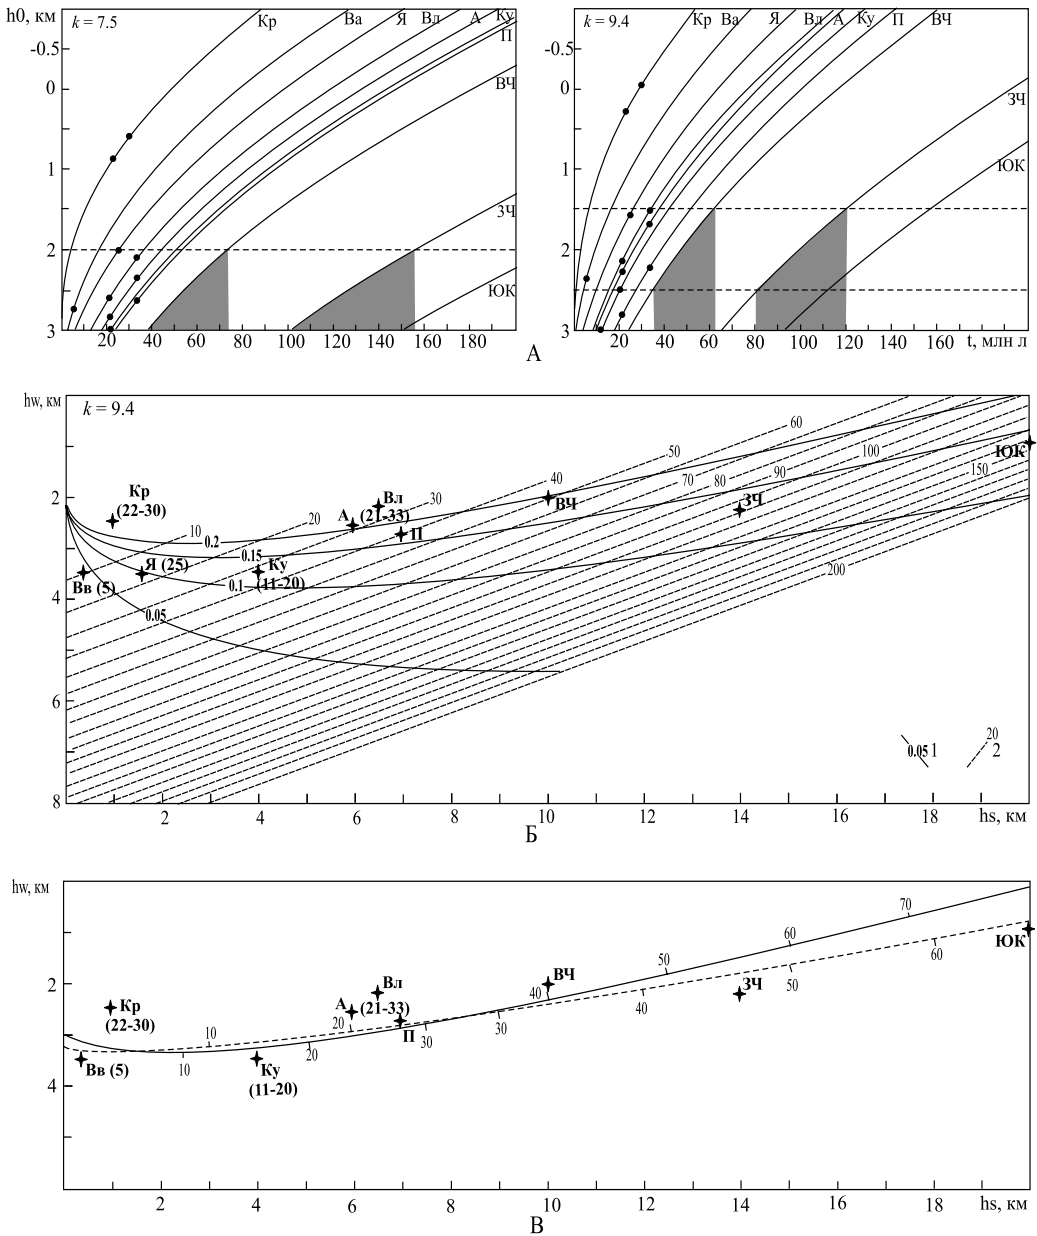 h0, км
k = 7.5
Кр
Ва
Я
Вл
А
Ку
П
ВЧ
ЗЧ
ЮК
-0.5
0
1
2
3
20 40 60 80 100 120 140 160 180
k = 9.4
Кр
Ва
Я
Вл
А
Ку
П
ВЧ
ЗЧ
ЮК
-0.5
0
1
2
3
20 40 60 80 100 120 140 160 t, млн л
А
hw, км
k = 9.4
60
50
40
30
20
10
70
80
90
100
150
200
0.2
0.15
0.1
0.05
Кр
(22-30)
Вв (5)
Я (25)
Ку
(11-20)
А
Вл
(21-33)
П
ВЧ
ЗЧ
ЮК
0.05 1
20
2
2
4
6
8
2 4 6 8 10 12 14 16 18 hs, км
Б
hw, км
Кр
(22-30)
Вв (5)
Ку
(11-20)
А
Вл
(21-33)
П
ВЧ
ЗЧ
ЮК
10
20
30
40
50
60
70
10
20
30
40
50
60
2
4
2 4 6 8 10 12 14 16 18 hs, км
В